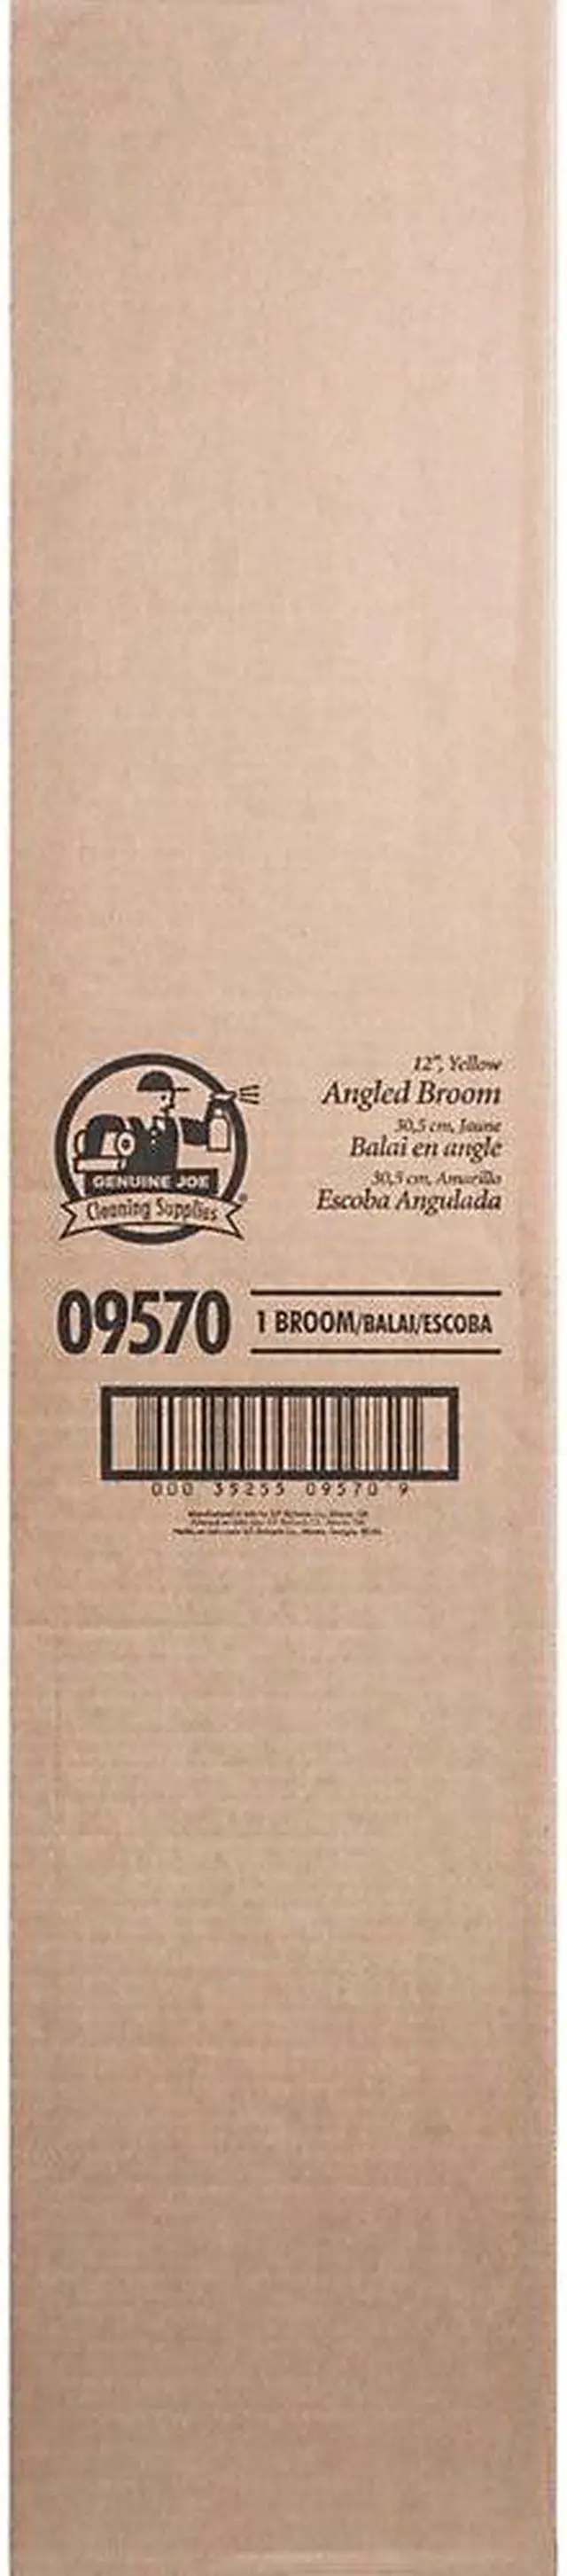 12", Yellow
Angled Broom
30,5 cm, Jaune
Balai en angle
30,5 cm, Amarillo
Escoba Angulada
GENUINE JOE
Cleaning Supplies®
09570
1 BROOM/BALAI/ESCOBA
000 35255 09570 9